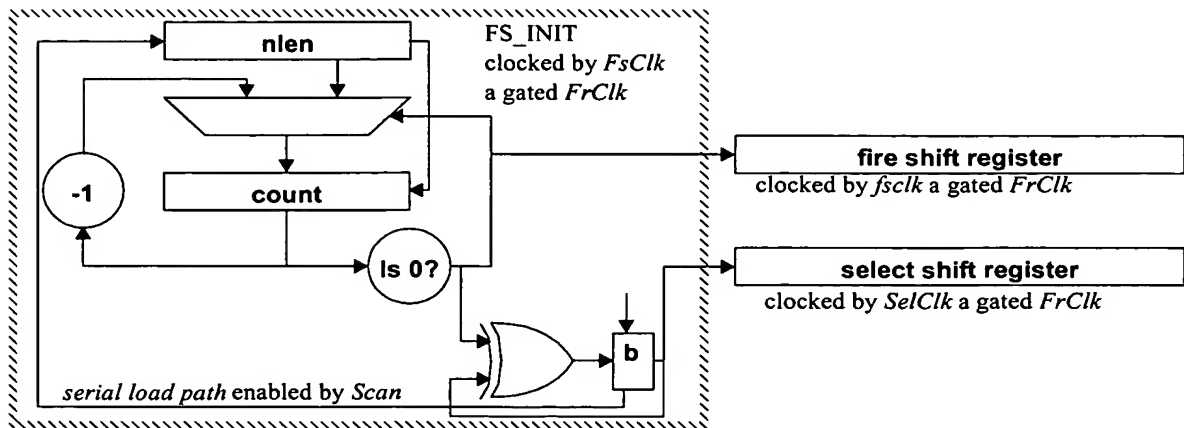 nlen
FS_INIT
clocked by FsClk
a gated FrClk
fire shift register
clocked by fsclk a gated FrClk
-1
count
Is 0?
select shift register
clocked by SelClk a gated FrClk
b
serial load path enabled by Scan